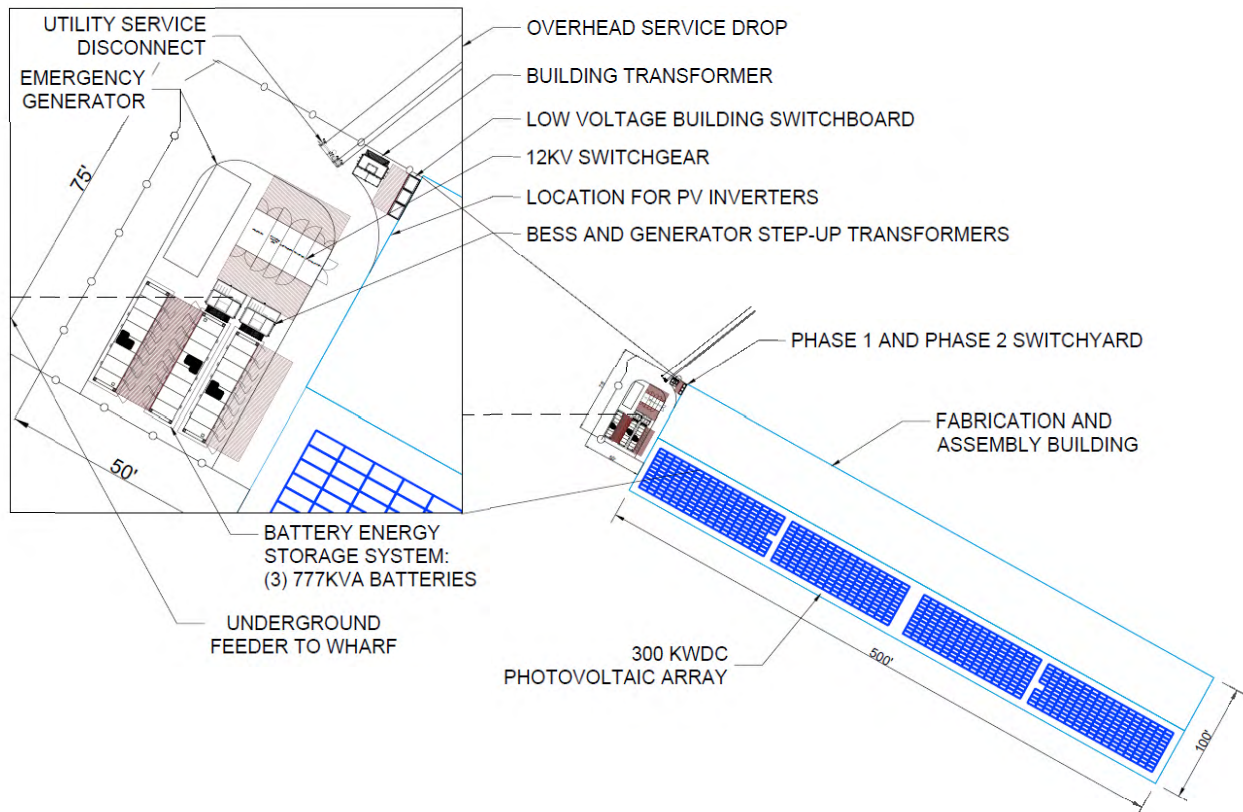 UTILITY SERVICE
DISCONNECT
EMERGENCY
GENERATOR
OVERHEAD SERVICE DROP
BUILDING TRANSFORMER
LOW VOLTAGE BUILDING SWITCHBOARD
12KV SWITCHGEAR
LOCATION FOR PV INVERTERS
BESS AND GENERATOR STEP-UP TRANSFORMERS
75'
50'
BATTERY ENERGY
STORAGE SYSTEM:
(3) 777KVA BATTERIES
UNDERGROUND
FEEDER TO WHARF
PHASE 1 AND PHASE 2 SWITCHYARD
FABRICATION AND
ASSEMBLY BUILDING
300 KWDC
PHOTOVOLTAIC ARRAY
500'
100'